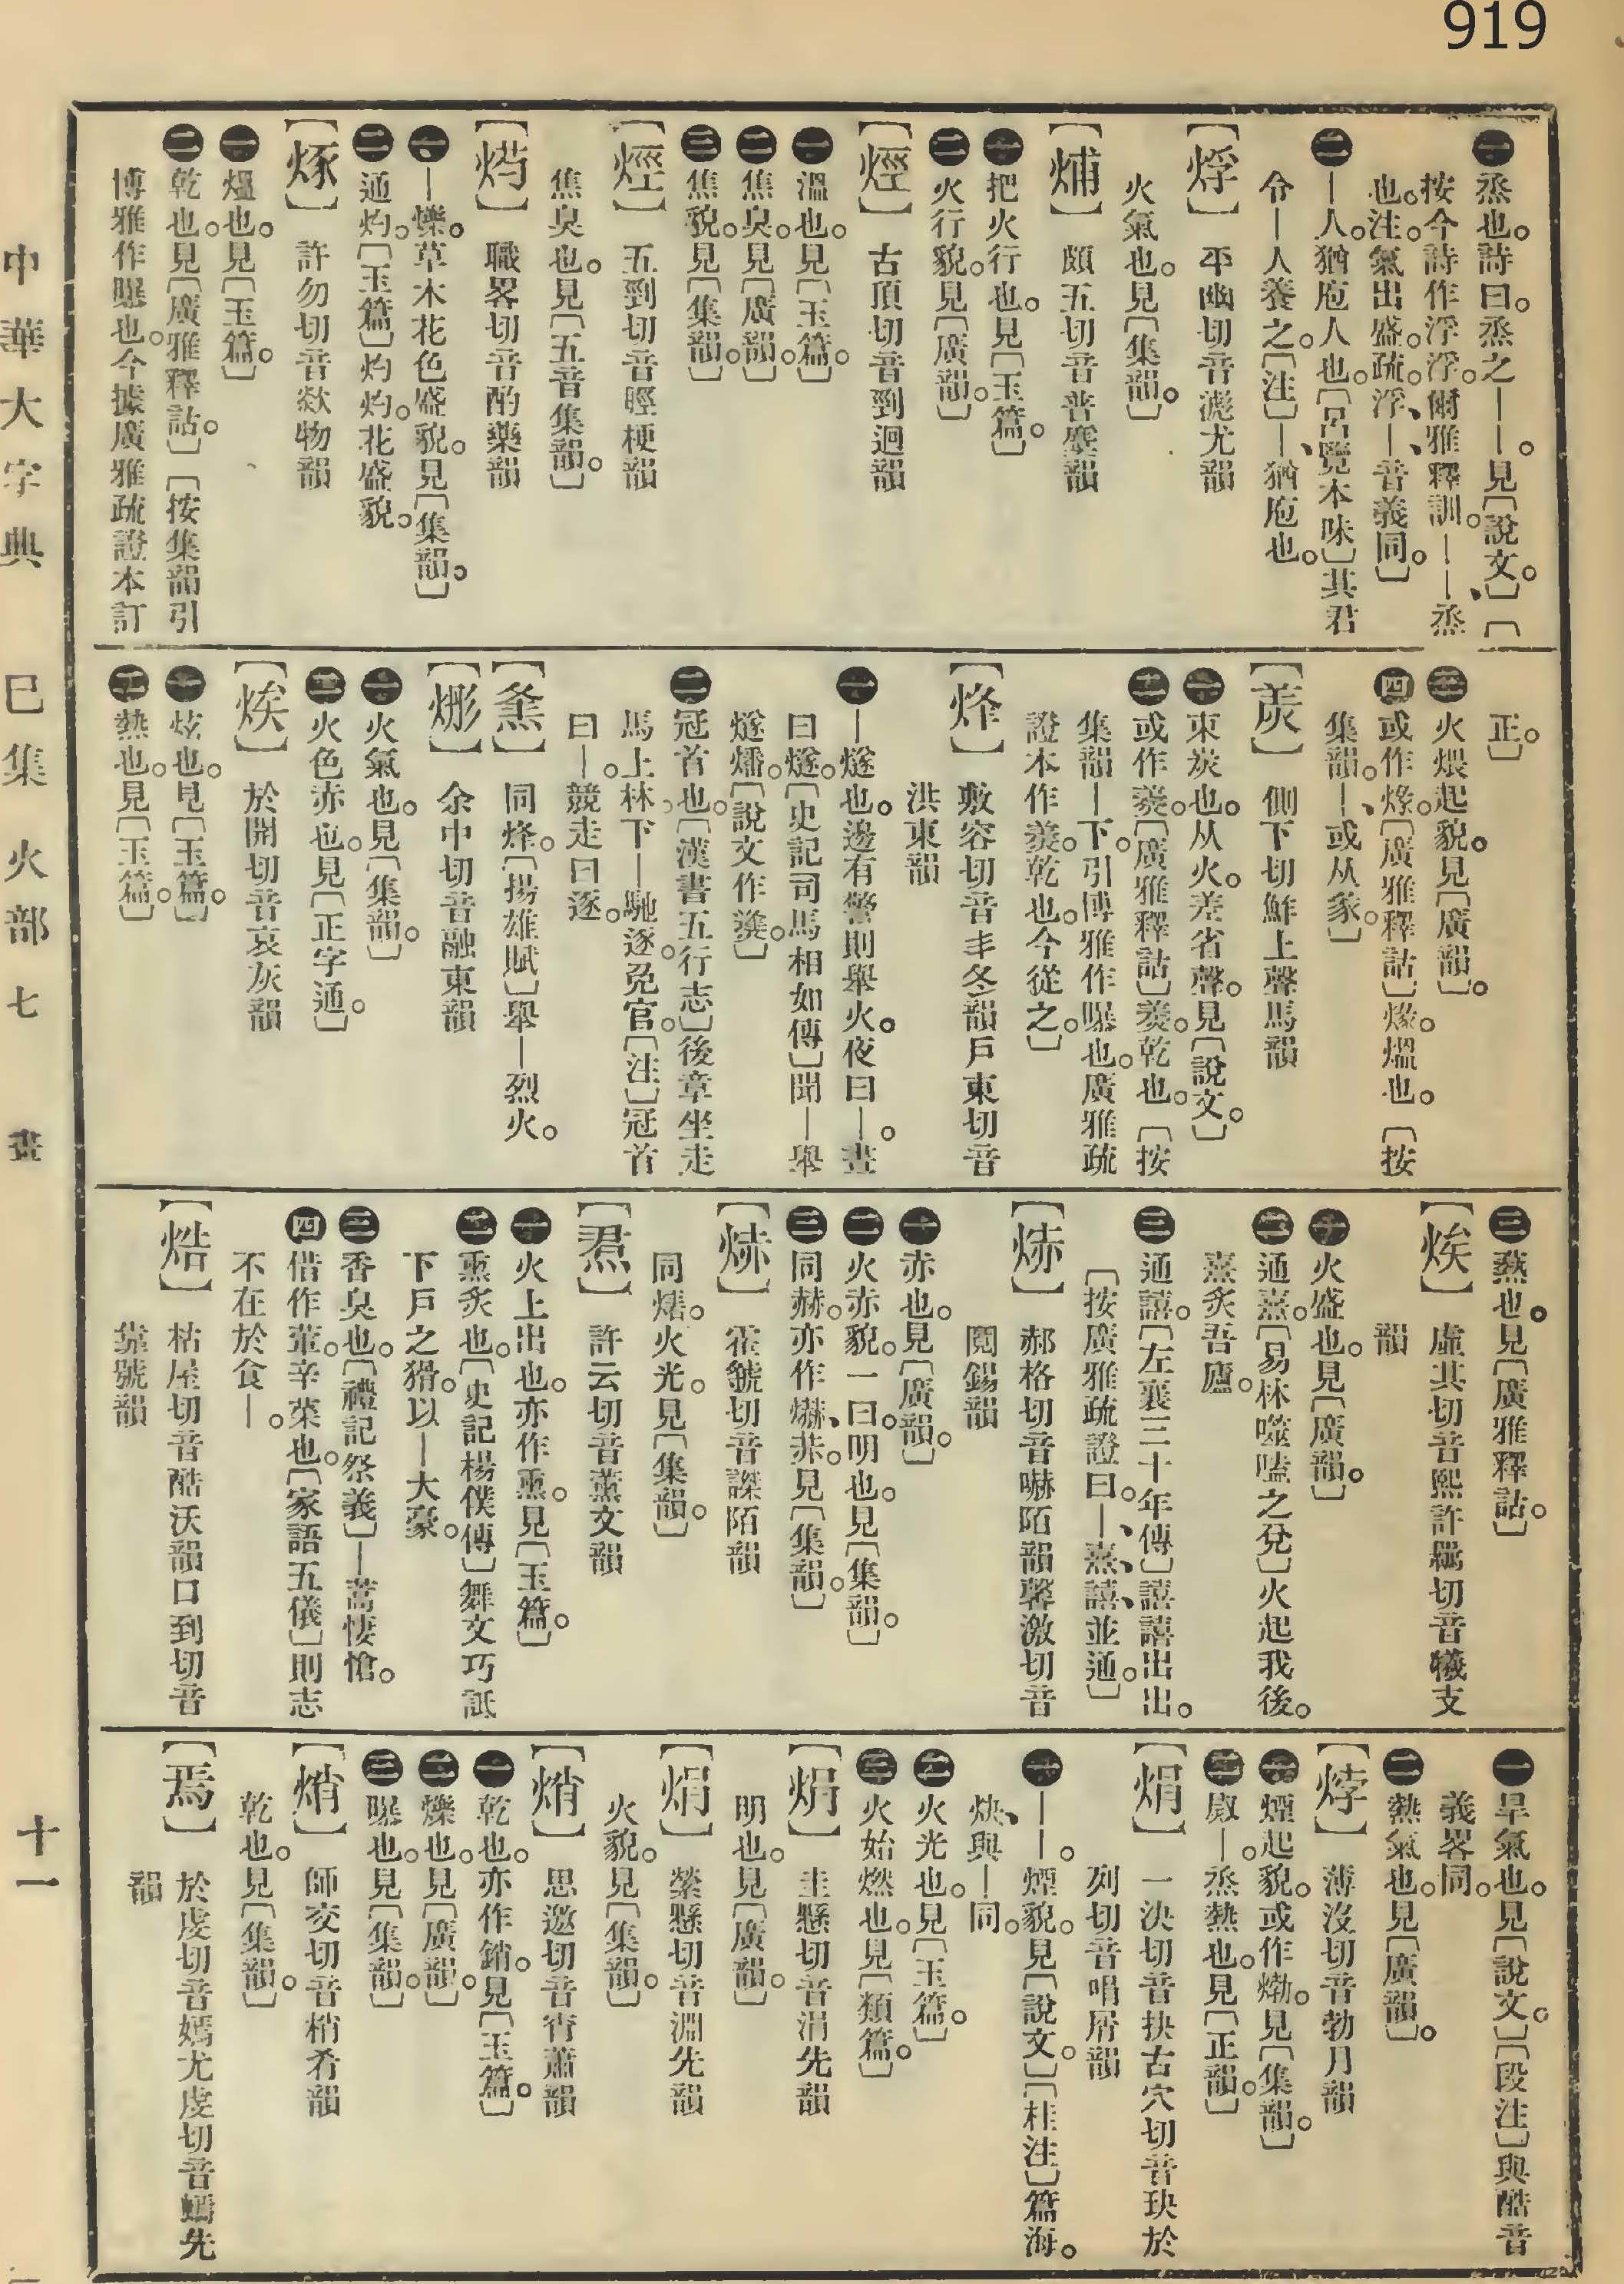 919
㊀烝也。詩曰。烝之——。見〔說文。〕〔
按今詩作浮浮。爾雅釋訓。——烝
也。注。氣出盛。疏。浮、—、音義同。〕
㊁—人。猶庖人也。〔呂覽本味〕其君
令—人養之。〔注〕—、猶庖也。
〔烰〕平幽切音滮尤韻
火氣也。見〔集韻。〕
〔烳〕頗五切音普麌韻
㊀把火行也。見〔玉篇。〕
㊁火行貌。見〔廣韻。〕
〔烴〕古頂切音剄迥韻
㊀溫也。見〔玉篇。〕
㊁焦臭。見〔廣韻。〕
㊂焦貌。見〔集韻。〕
〔烴〕五剄切音脛梗韻
焦臭也。見〔五音集韻。〕
〔焫〕職畧切音酌藥韻
㊀—爍。草木花色盛貌。見〔集韻。〕
㊁通灼。〔玉篇〕灼灼。花盛貌。
〔㶼〕許勿切音欻物韻
㊀熅也。見〔玉篇。〕
㊁乾也。見〔廣雅釋詁。〕〔按集韻引
博雅作㬥也。今據廣雅疏證本訂
正。〕
㊂火煨起貌。見〔廣韻。〕
㊃或作㷟。〔廣雅釋詁〕㷟。熅也。〔按
集韻。—、或从豙。〕
〔㷢〕側下切鮓上聲馬韻
㊀束炭也。从火。差省聲。見〔說文。〕
㊁或作㷢。〔廣雅釋詁〕㷢。乾也。〔按
集韻—下。引博雅作㬥也。廣雅疏
證本作㷢。乾也。今從之。〕
〔烽〕敷容切音丰冬韻戶東切音
洪東韻
㊀—燧也。邊有警則舉火。夜曰—。晝
曰燧。〔史記司馬相如傳〕聞—舉
燧燔。〔說文作㷭。〕
㊁冠首也。〔漢書五行志〕後章坐走
馬上林下—馳逐。免官。〔注〕冠首
曰—。競走曰逐。
〔㷨〕同烽。〔揚雄賦〕舉—烈火。
〔烿〕余中切音融東韻
㊀火氣也。見〔集韻。〕
㊁火色赤也。見〔正字通。〕
〔焥〕於開切音哀灰韻
㊀炫也。見〔玉篇。〕
㊁熱也。見〔玉篇。〕
㊂爇也。見〔廣雅釋詁。〕
〔焥〕虛其切音熙許羈切音犧支
韻
㊀火盛也。見〔廣韻。〕
㊁通熹。〔易林噬嗑之兌〕火起我後。
熹炙吾廬。
㊂通譆。〔左襄三十年傳〕譆譆出出。
〔按廣雅疏證曰。—、熹、譆、並通。〕
〔焃〕郝格切音嚇陌韻馨激切音
閱錫韻
㊀赤也。見〔廣韻。〕
㊁火赤貌。一曰。明也。見〔集韻。〕
㊂同赫。亦作爀、烾。見〔集韻。〕
〔焃〕霍虢切音謋陌韻
同㷇。火光。見〔集韻。〕
〔焄〕許云切音薰文韻
㊀火上出也。亦作熏。見〔玉篇。〕
㊁熏炙也。〔史記楊僕傳〕舞文巧詆
下戶之猾。以—大豪。
㊂香臭也。〔禮記祭義〕—蒿悽愴。
㊃借作葷。辛菜也。〔家語五儀〕則志
不在於食—。
〔焅〕枯屋切音酷沃韻口到切音
靠號韻
㊀旱氣也。見〔說文。〕〔段注〕與酷音
義畧同。
㊁熱氣也。見〔廣韻。〕
〔焞〕薄沒切音勃月韻
㊀煙起貌。或作㷶。見〔集韻。〕
㊁㷉—。烝熱也。見〔正韻。〕
〔焆〕一決切音抉古穴切音玦於
列切音咽屑韻
㊀——。煙貌。見〔說文。〕〔桂注〕篇海。
炔、與—同。
㊁火光也。見〔玉篇。〕
㊂火始燃也。見〔類篇。〕
〔焆〕圭懸切音涓先韻
明也。見〔廣韻。〕
〔焆〕縈懸切音淵先韻
火貌。見〔集韻。〕
〔焇〕思邀切音宵蕭韻
㊀乾也。亦作銷。見〔玉篇。〕
㊁爍也。見〔廣韻。〕
㊂㬥也。見〔集韻。〕
〔焇〕師交切音梢肴韻
乾也。見〔集韻。〕
〔焉〕於虔切音嫣尤虔切音蟡先
韻
中華大字典　巳集　火部　七　畫
十一